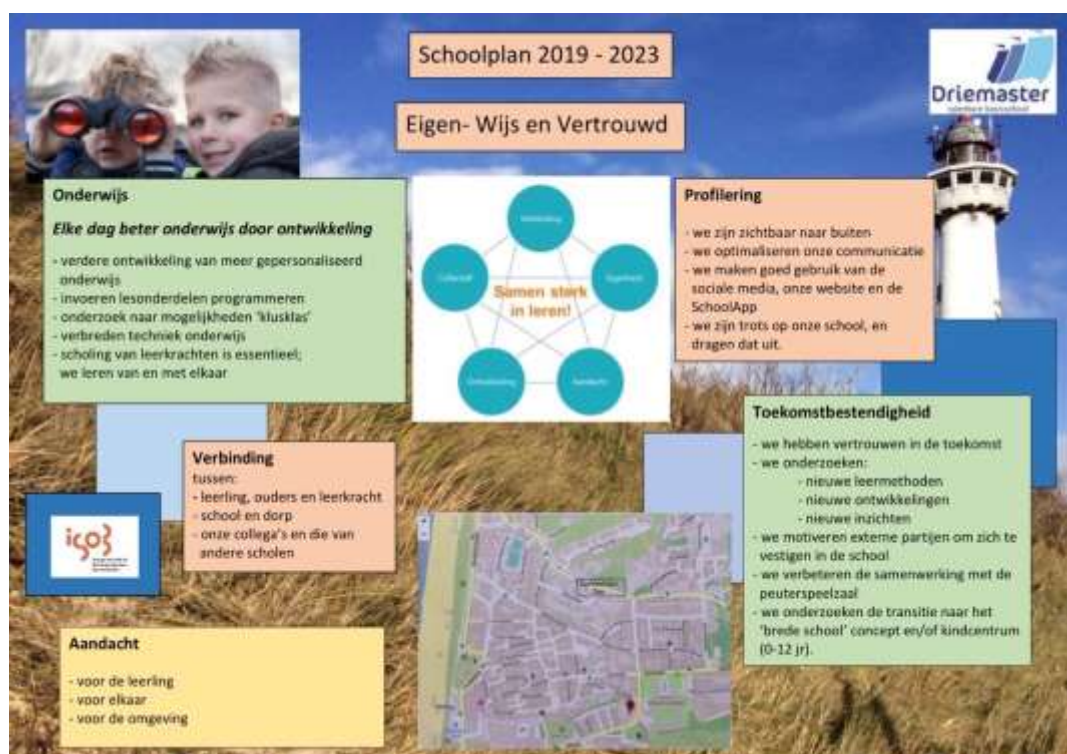 Schoolplan 2019 - 2023
Eigen- Wijs en Vertrouwd
Driemaster
Onderwijs
Elke dag beter onderwijs door ontwikkeling
- verdere ontwikkeling van meer gepersonaliseerd
onderwijs
- invoeren lesonderdelen programmeren
- onderzoek naar mogelijkheden 'klusklas'
- verbreden techniek onderwijs
- scholing van leerkrachten is essentieel;
we leren van en met elkaar
Samen sterk
in leren!
Profilering
- we zijn zichtbaar naar buiten
- we optimaliseren onze communicatie
- we maken goed gebruik van de
sociale media, onze website en de
SchoolApp
- we zijn trots op onze school, en
dragen dat uit.
Verbinding
tussen:
- leerling, ouders en leerkracht
- school en dorp
- onze collega's en die van
andere scholen
Toekomstbestendigheid
- we hebben vertrouwen in de toekomst
- we onderzoeken:
- nieuwe leermethoden
- nieuwe ontwikkelingen
- nieuwe inzichten
- we motiveren externe partijen om zich te
vestigen in de school
- we verbeteren de samenwerking met de
peuterspeelzaal
- we onderzoeken de transitie naar het
'brede school' concept en/of kindcentrum
(0-12 jr).
Aandacht
- voor de leerling
- voor elkaar
- voor de omgeving